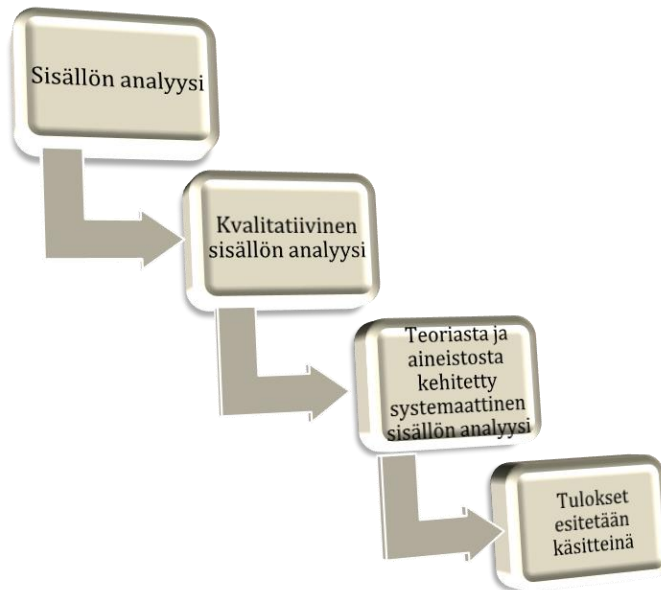 Sisällön analyysi
Kvalitatiivinen
sisällön analyysi
Teoriasta ja
aineistosta
kehitetty
systemaattinen
sisällön analyysi
Tulokset
esitetään
käsitteinä